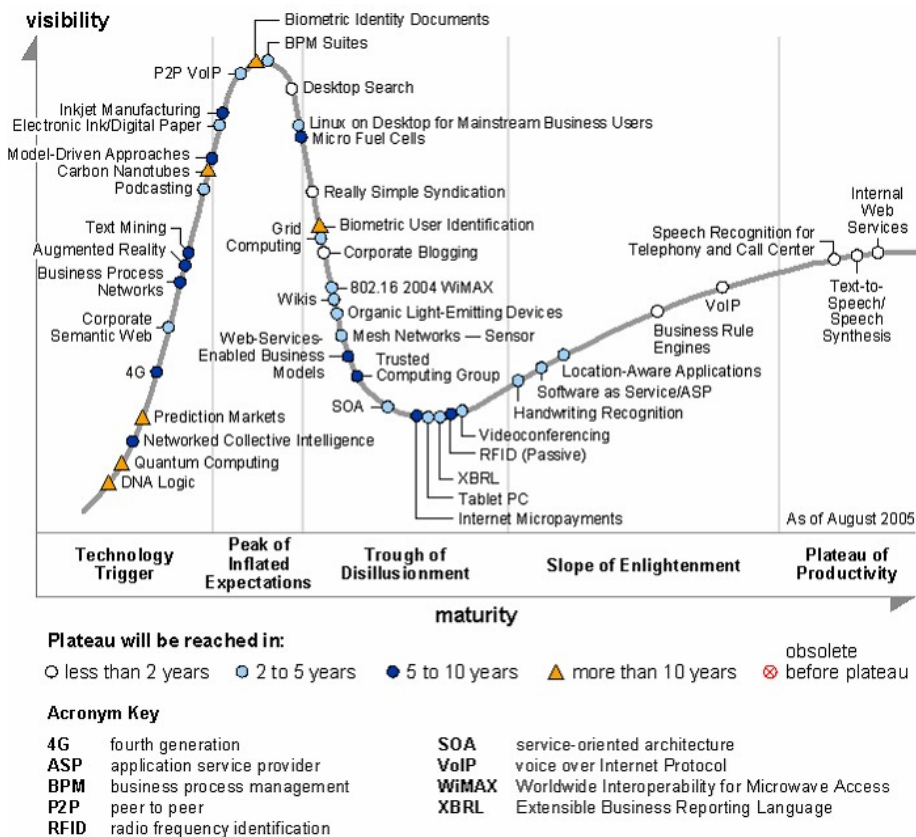 visibility
Biometric Identity Documents
BPM Suites
P2P VoIP
Desktop Search
Inkjet Manufacturing
Electronic Ink/Digital Paper
Linux on Desktop for Mainstream Business Users
Micro Fuel Cells
Model-Driven Approaches
Carbon Nanotubes
Podcasting
Really Simple Syndication
Text Mining
Augmented Reality
Business Process
Networks
Grid
Computing
Biometric User Identification
Corporate Blogging
Internal
Web
Services
Speech Recognition for
Telephony and Call Center
Corporate
Semantic Web
Wikis
802.16 2004 WiMAX
Organic Light-Emitting Devices
Mesh Networks — Sensor
Web-Services-
Enabled Business
Models
Trusted
Computing Group
VoIP
Business Rule
Engines
Text-to-
Speech/
Speech
Synthesis
4G
SOA
Location-Aware Applications
Software as Service/ASP
Handwriting Recognition
Prediction Markets
Networked Collective Intelligence
Quantum Computing
DNA Logic
Videoconferencing
RFID (Passive)
XBRL
Tablet PC
Internet Micropayments
As of August 2005
Technology
Trigger
Peak of
Inflated
Expectations
Trough of
Disillusionment
Slope of Enlightenment
Plateau of
Productivity
maturity
Plateau will be reached in:
less than 2 years
2 to 5 years
5 to 10 years
more than 10 years
obsolete
before plateau
Acronym Key
4G fourth generation
ASP application service provider
BPM business process management
P2P peer to peer
RFID radio frequency identification
SOA service-oriented architecture
VoIP voice over Internet Protocol
WiMAX Worldwide Interoperability for Microwave Access
XBRL Extensible Business Reporting Language